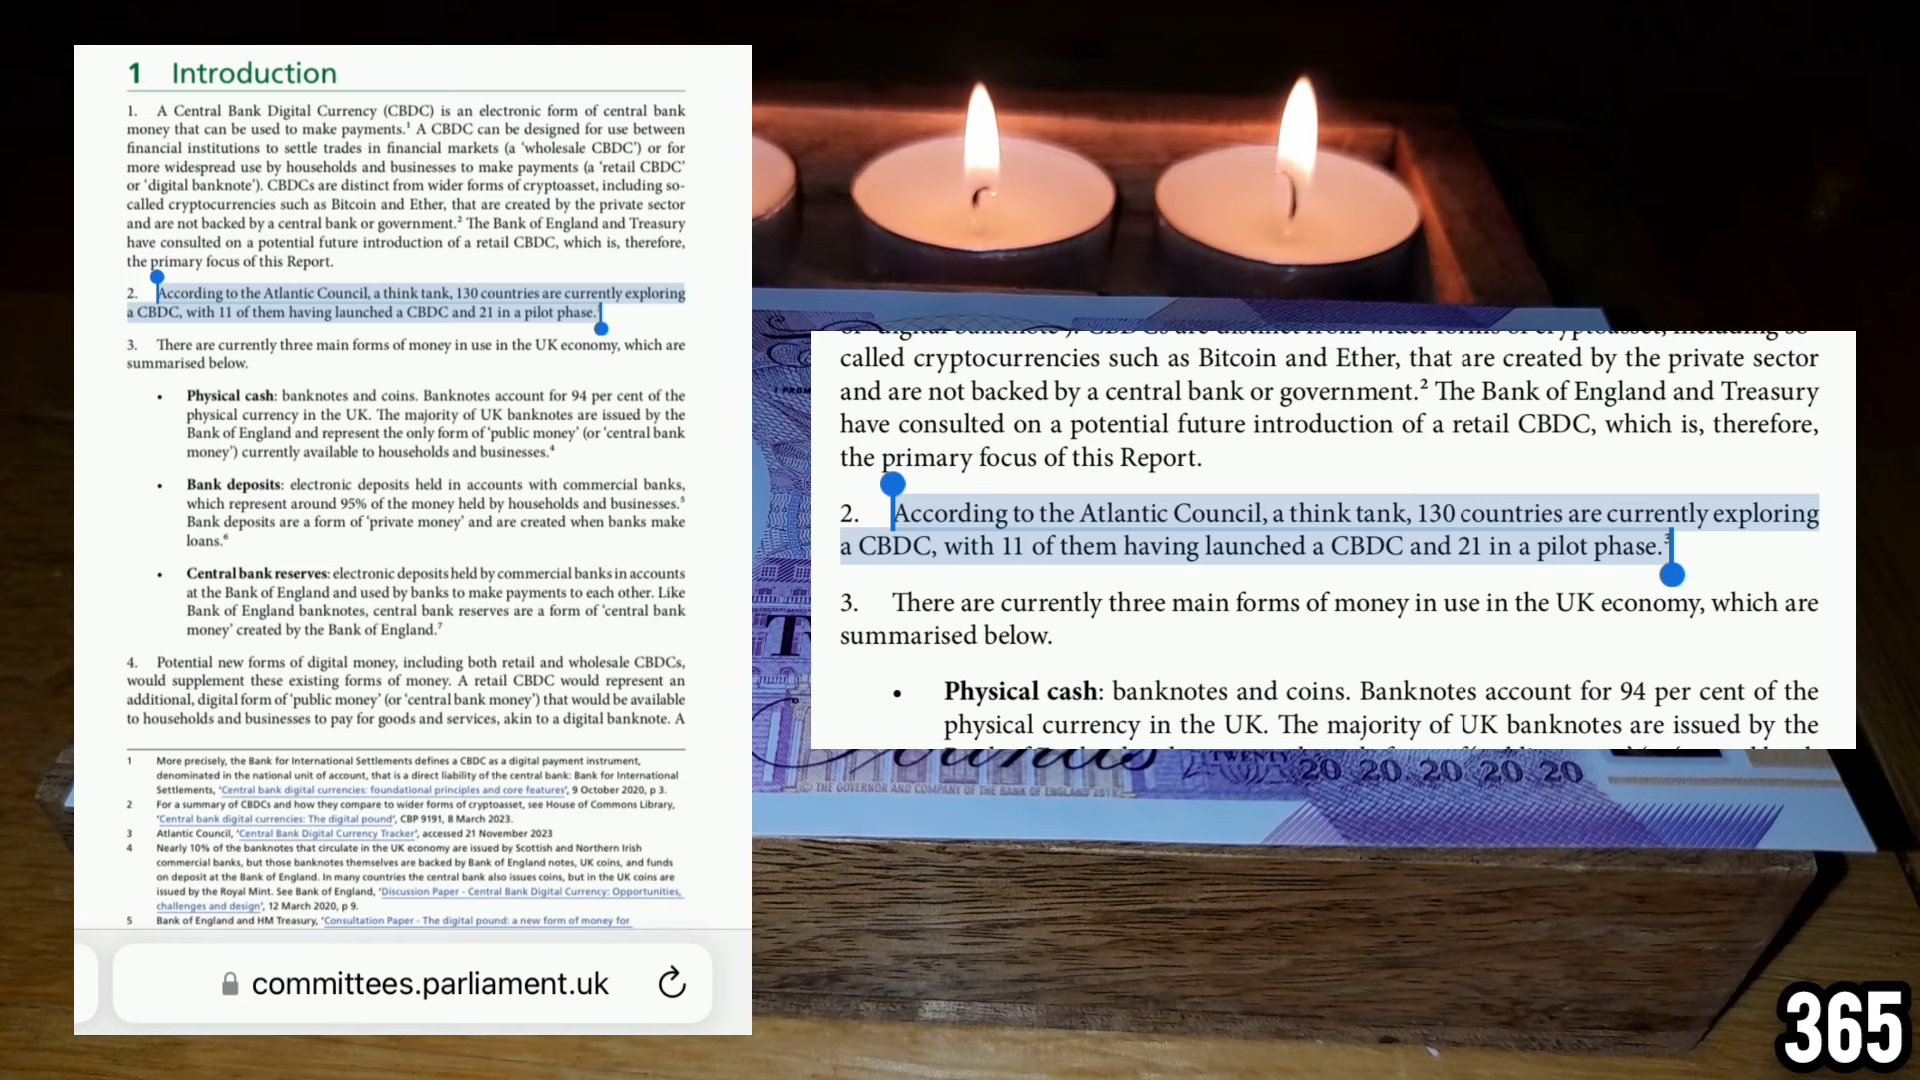 1 Introduction
1. A Central Bank Digital Currency (CBDC) is an electronic form of central bank
money that can be used to make payments.¹ A CBDC can be designed for use between
financial institutions to settle trades in financial markets (a ‘wholesale CBDC’) or for
more widespread use by households and businesses to make payments (a ‘retail CBDC’
or ‘digital banknote’). CBDCs are distinct from wider forms of cryptoasset, including so-
called cryptocurrencies such as Bitcoin and Ether, that are created by the private sector
and are not backed by a central bank or government.² The Bank of England and Treasury
have consulted on a potential future introduction of a retail CBDC, which is, therefore,
the primary focus of this Report.
2. According to the Atlantic Council, a think tank, 130 countries are currently exploring
a CBDC, with 11 of them having launched a CBDC and 21 in a pilot phase.
3. There are currently three main forms of money in use in the UK economy, which are
summarised below.
• Physical cash: banknotes and coins. Banknotes account for 94 per cent of the
physical currency in the UK. The majority of UK banknotes are issued by the
Bank of England and represent the only form of ‘public money’ (or ‘central bank
money’) currently available to households and businesses.⁴
• Bank deposits: electronic deposits held in accounts with commercial banks,
which represent around 95% of the money held by households and businesses.⁵
Bank deposits are a form of ‘private money’ and are created when banks make
loans.⁶
• Central bank reserves: electronic deposits held by commercial banks in accounts
at the Bank of England and used by banks to make payments to each other. Like
Bank of England banknotes, central bank reserves are a form of ‘central bank
money’ created by the Bank of England.⁷
4. Potential new forms of digital money, including both retail and wholesale CBDCs,
would supplement these existing forms of money. A retail CBDC would represent an
additional, digital form of ‘public money’ (or ‘central bank money’) that would be available
to households and businesses to pay for goods and services, akin to a digital banknote. A
1 More precisely, the Bank for International Settlements defines a CBDC as a digital payment instrument,
denominated in the national unit of account, that is a direct liability of the central bank: Bank for International
Settlements, ‘Central bank digital currencies: foundational principles and core features’, 9 October 2020, p 3.
2 For a summary of CBDCs and how they compare to wider forms of cryptoasset, see House of Commons Library,
‘Central bank digital currencies: The digital pound’, CBP 9191, 8 March 2023.
3 Atlantic Council, ‘Central Bank Digital Currency Tracker’, accessed 21 November 2023
4 Nearly 10% of the banknotes that circulate in the UK economy are issued by Scottish and Northern Irish
commercial banks, but those banknotes themselves are backed by Bank of England notes, UK coins, and funds
on deposit at the Bank of England. In many countries the central bank also issues coins, but in the UK coins are
issued by the Royal Mint. See Bank of England, ‘Discussion Paper - Central Bank Digital Currency: Opportunities,
challenges and design’, 12 March 2020, p 9.
5 Bank of England and HM Treasury, ‘Consultation Paper - The digital pound: a new form of money for
committees.parliament.uk
called cryptocurrencies such as Bitcoin and Ether, that are created by the private sector
and are not backed by a central bank or government.² The Bank of England and Treasury
have consulted on a potential future introduction of a retail CBDC, which is, therefore,
the primary focus of this Report.
2. According to the Atlantic Council, a think tank, 130 countries are currently exploring
a CBDC, with 11 of them having launched a CBDC and 21 in a pilot phase.³
3. There are currently three main forms of money in use in the UK economy, which are
summarised below.
• Physical cash: banknotes and coins. Banknotes account for 94 per cent of the
physical currency in the UK. The majority of UK banknotes are issued by the
TWENTY 20 20 20 20 20
© THE GOVERNOR AND COMPANY OF THE BANK OF ENGLAND
365